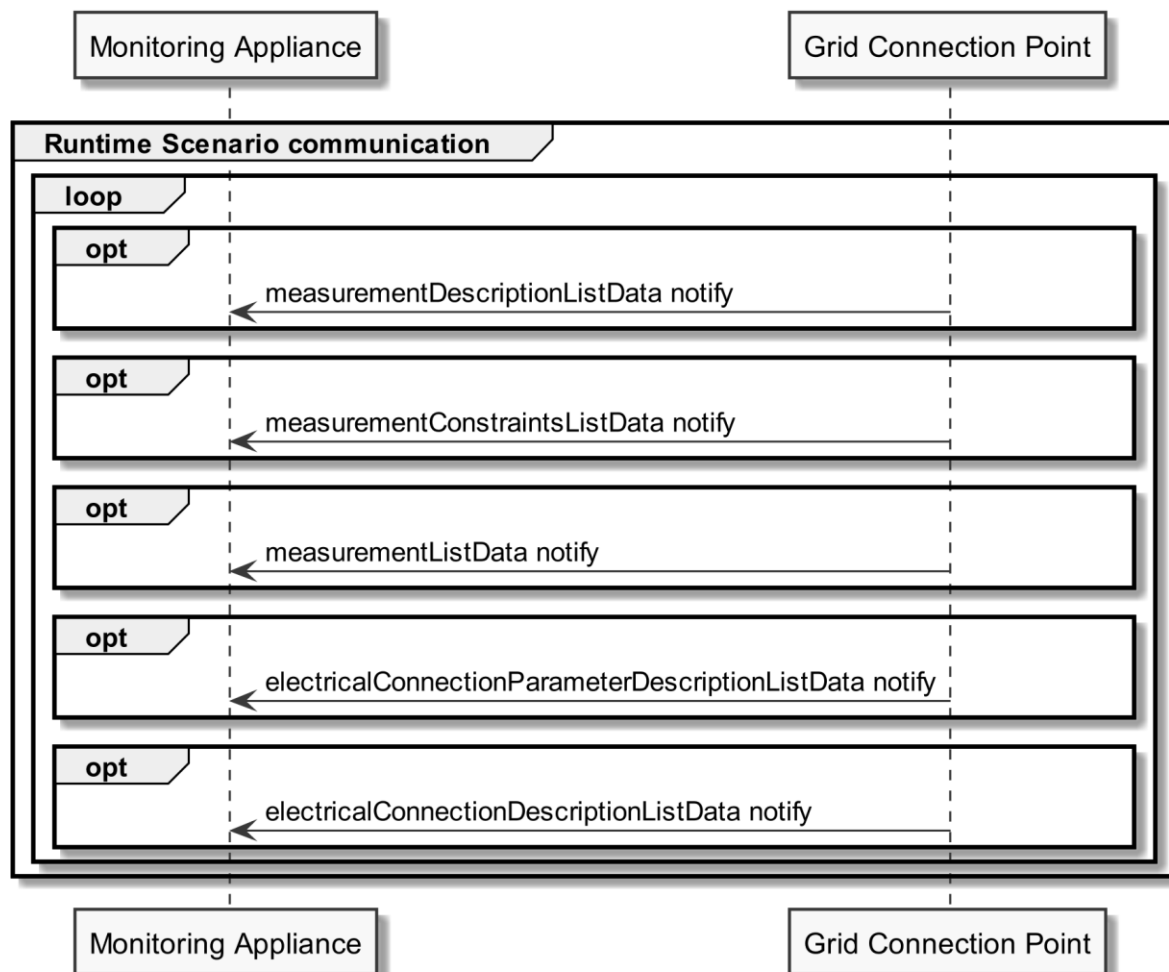 Monitoring Appliance
Grid Connection Point
Runtime Scenario communication
loop
opt
measurementDescriptionListData notify
opt
measurementConstraintsListData notify
opt
measurementListData notify
opt
electricalConnectionParameterDescriptionListData notify
opt
electricalConnectionDescriptionListData notify
Monitoring Appliance
Grid Connection Point